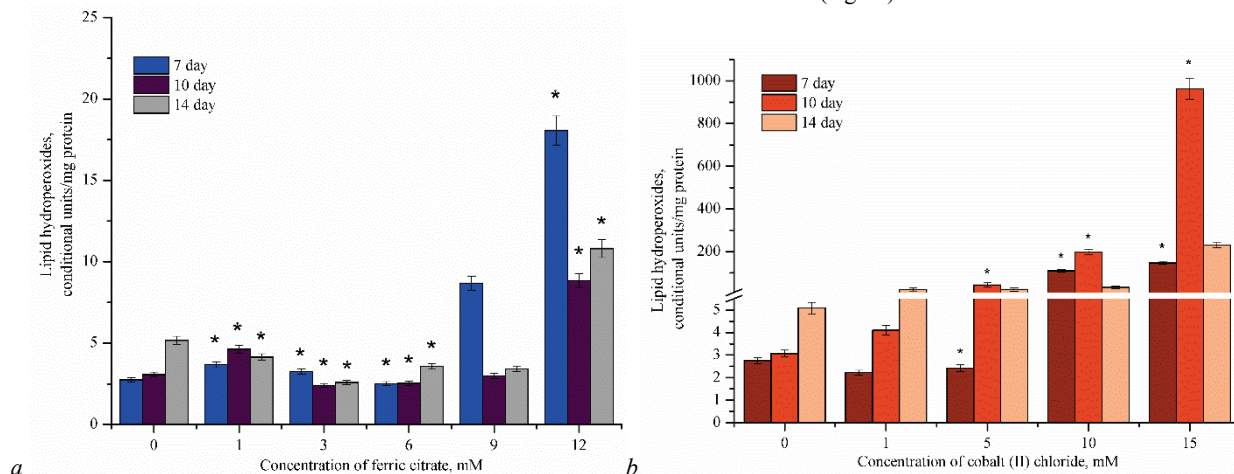 25
20
15
10
5
0
Lipid hydroperoxides,
conditional units/mg protein
7 day
10 day
14 day
* * *
* * *
* * *
* * *
0 1 3 6 9 12
Concentration of ferric citrate, mM
a
1000
800
600
400
200
5
4
3
2
1
0
Lipid hydroperoxides,
conditional units/mg protein
7 day
10 day
14 day
* *
* *
* *
0 1 5 10 15
Concentration of cobalt (II) chloride, mM
b